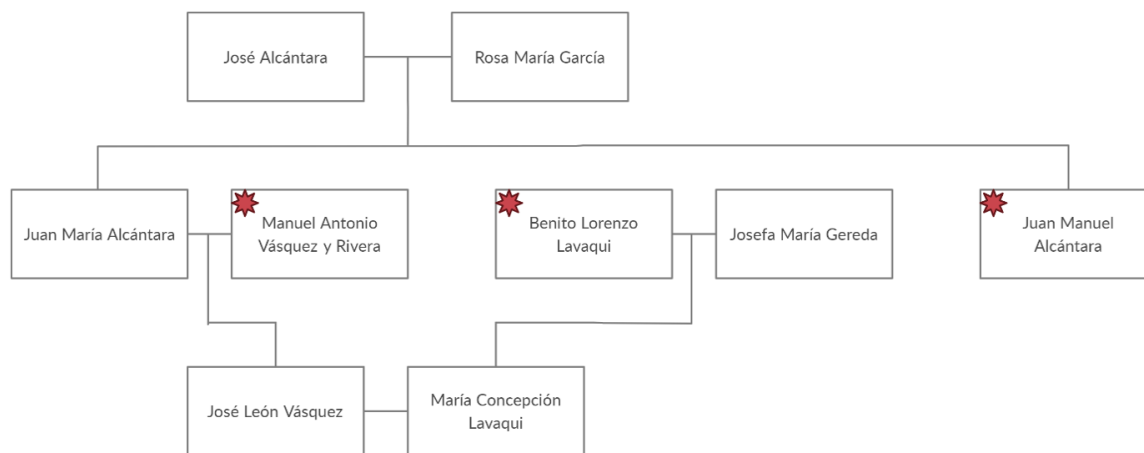 José Alcántara
Rosa María García
Juan María Alcántara
Manuel Antonio
Vásquez y Rivera
Benito Lorenzo
Lavaqui
Josefa María Gereda
Juan Manuel
Alcántara
José León Vásquez
María Concepción
Lavaqui